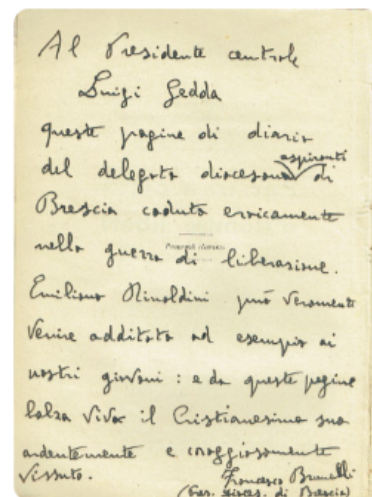 Al Presidente centrale
Luigi Gedda
queste pagine di diario
aspiranti
del delegato diocesano di
Brescia caduto eroicamente
nella guerra di liberazione.
Emiliano Rinaldini può veramente
venire additato ad esempio ai
nostri giovani: e da queste pagine
balza viva il Cristianesimo suo
ardentemente e coraggiosamente
vissuto.
Francesco Brunelli
(Pres. dioces. di Brescia)